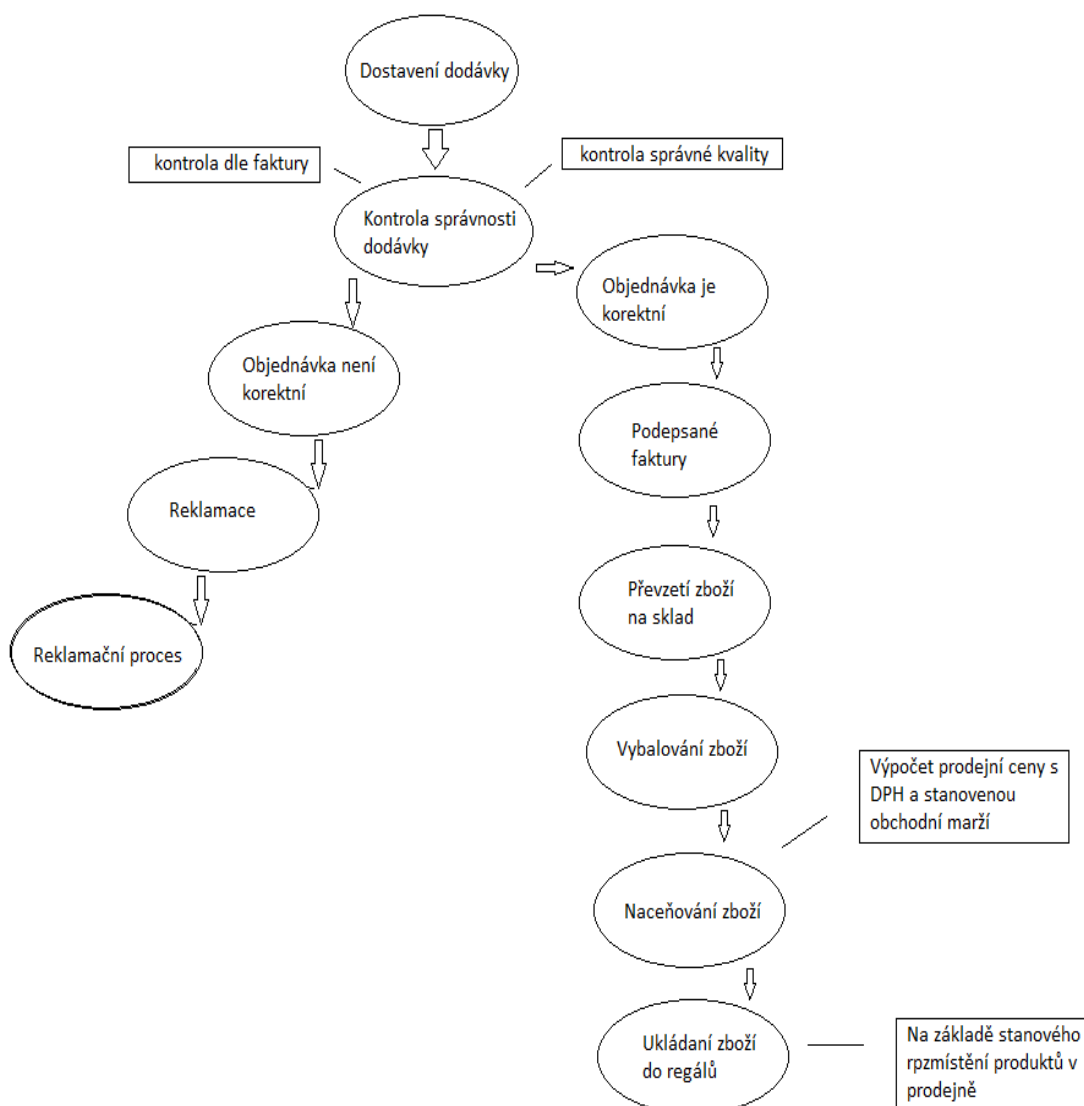 Dostavení dodávky
kontrola dle faktury
kontrola správné kvality
Kontrola správnosti
dodávky
Objednávka je
korektní
Objednávka není
korektní
Podepsané
faktury
Reklamace
Převzetí zboží
na sklad
Reklamační proces
Vybalování zboží
Výpočet prodejní ceny s
DPH a stanovenou
obchodní marží
Naceňování zboží
Ukládaní zboží
do regálů
Na základě stanového
rpzmístění produktů v
prodejně